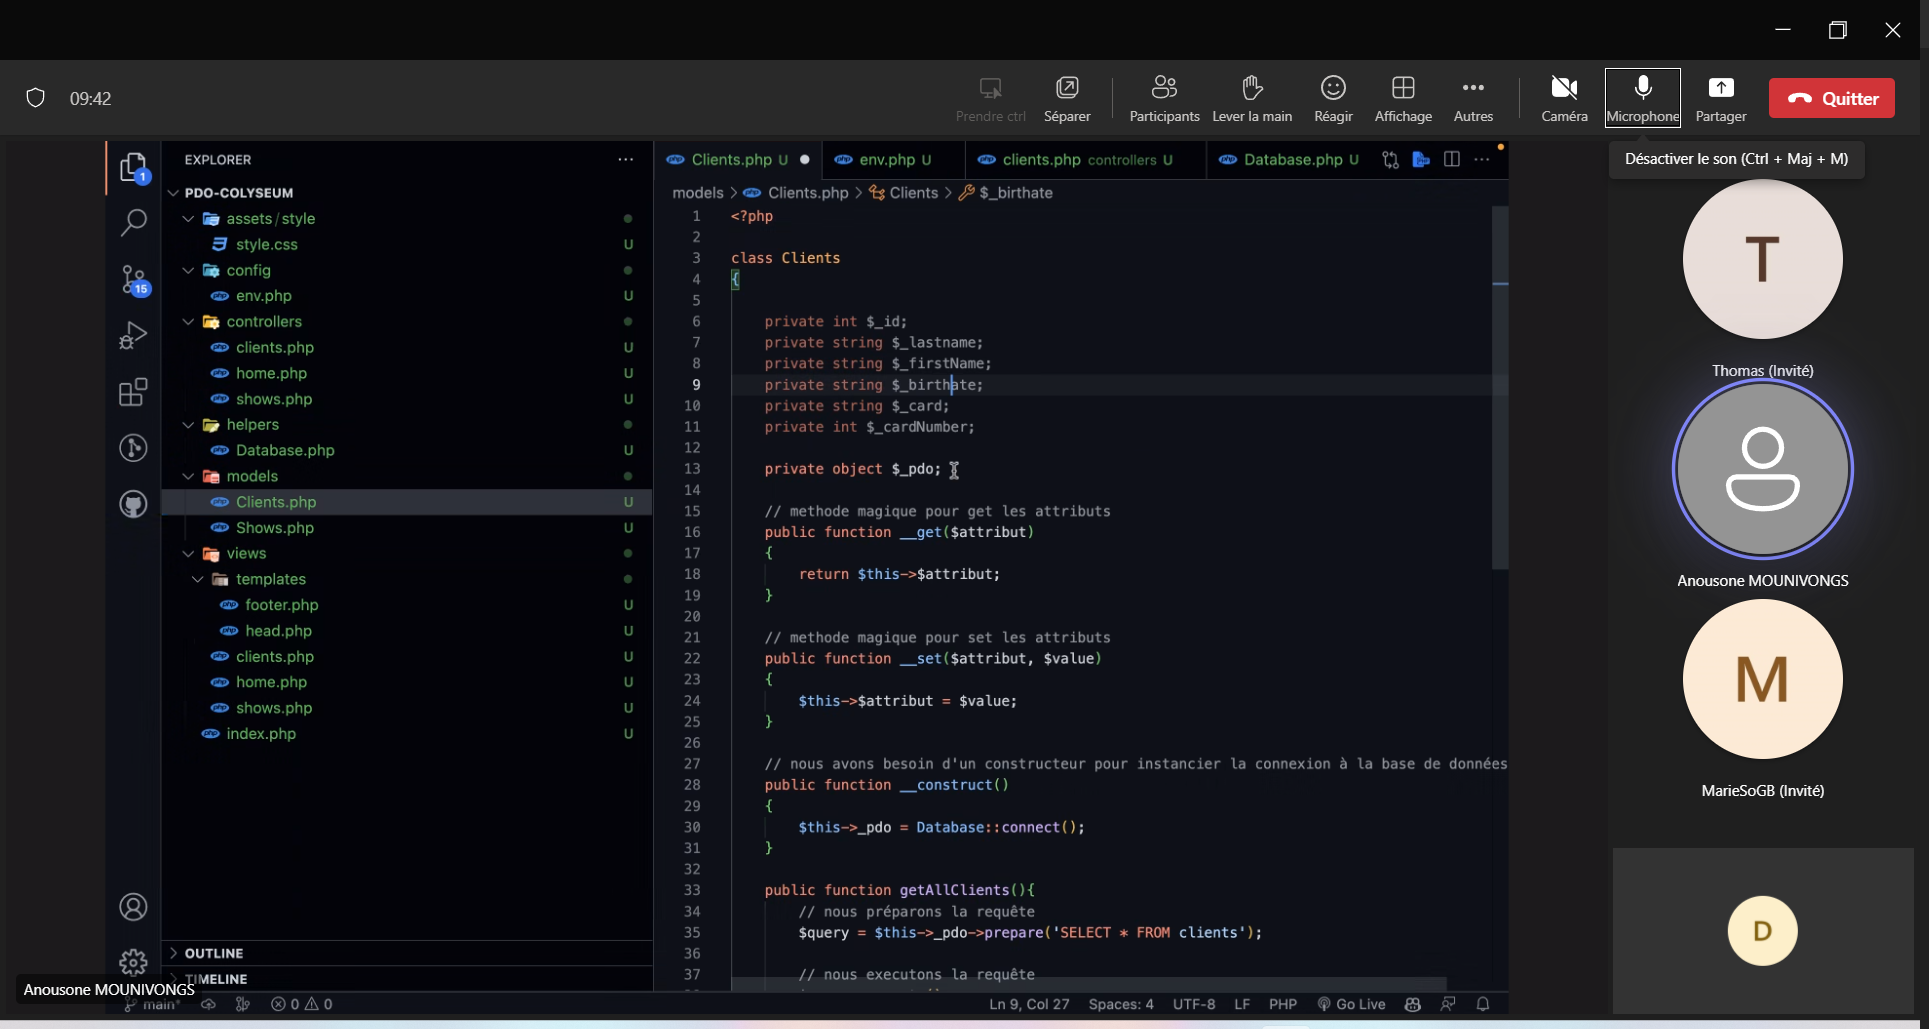 09:42
Prendre ctrl
Séparer
Participants
Lever la main
Réagir
Affichage
Autres
Caméra
Microphone
Partager
Quitter
Désactiver le son (Ctrl + Maj + M)
1
15
EXPLORER
PDO-COLYSEUM
assets/style
style.css U
config
env.php U
controllers
clients.php U
home.php U
shows.php U
helpers
Database.php U
models
Clients.php U
Shows.php U
views
templates
footer.php U
head.php U
clients.php U
home.php U
shows.php U
index.php U
OUTLINE
TIMELINE
Clients.php U
env.php U
clients.php controllers U
Database.php U
models > Clients.php > Clients > $_birthate
1 <?php
2
3 class Clients
4 {
5
6 private int $_id;
7 private string $_lastname;
8 private string $_firstName;
9 private string $_birthate;
10 private string $_card;
11 private int $_cardNumber;
12
13 private object $_pdo;
14
15 // methode magique pour get les attributs
16 public function __get($attribut)
17 {
18 return $this->$attribut;
19 }
20
21 // methode magique pour set les attributs
22 public function __set($attribut, $value)
23 {
24 $this->$attribut = $value;
25 }
26
27 // nous avons besoin d'un constructeur pour instancier la connexion à la base de données
28 public function __construct()
29 {
30 $this->_pdo = Database::connect();
31 }
32
33 public function getAllClients(){
34 // nous préparons la requête
35 $query = $this->_pdo->prepare('SELECT * FROM clients');
36
37 // nous executons la requête
main*
0 0
Ln 9, Col 27
Spaces: 4
UTF-8
LF
PHP
Go Live
Anousone MOUNIVONGS
T
Thomas (Invité)
Anousone MOUNIVONGS
M
MarieSoGB (Invité)
D